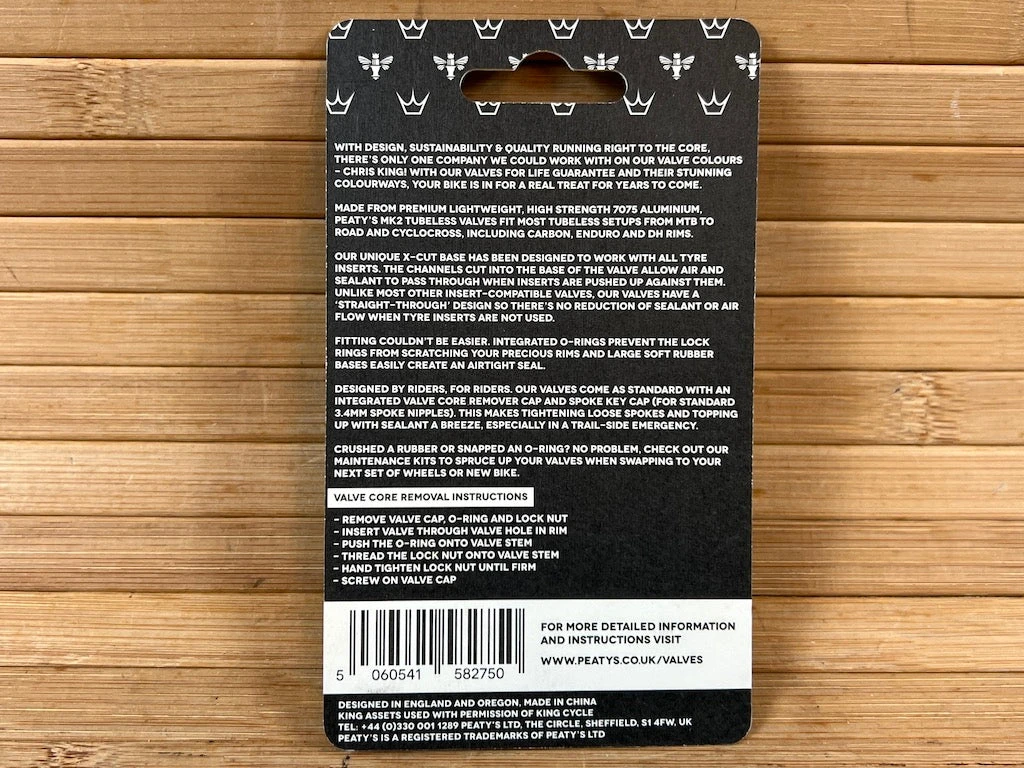 WITH DESIGN, SUSTAINABILITY & QUALITY RUNNING RIGHT TO THE CORE,
THERE'S ONLY ONE COMPANY WE COULD WORK WITH ON OUR VALVE COLOURS
– CHRIS KING! WITH OUR VALVES FOR LIFE GUARANTEE AND THEIR STUNNING
COLOURWAYS, YOUR BIKE IS IN FOR A REAL TREAT FOR YEARS TO COME.
MADE FROM PREMIUM LIGHTWEIGHT, HIGH STRENGTH 7075 ALUMINIUM,
PEATY'S MK2 TUBELESS VALVES FIT MOST TUBELESS SETUPS FROM MTB TO
ROAD AND CYCLOCROSS, INCLUDING CARBON, ENDURO AND DH RIMS.
OUR UNIQUE X-CUT BASE HAS BEEN DESIGNED TO WORK WITH ALL TYRE
INSERTS. THE CHANNELS CUT INTO THE BASE OF THE VALVE ALLOW AIR AND
SEALANT TO PASS THROUGH WHEN INSERTS ARE PUSHED UP AGAINST THEM.
UNLIKE MOST OTHER INSERT-COMPATIBLE VALVES, OUR VALVES HAVE A
'STRAIGHT-THROUGH' DESIGN SO THERE'S NO REDUCTION OF SEALANT OR AIR
FLOW WHEN TYRE INSERTS ARE NOT USED.
FITTING COULDN'T BE EASIER. INTEGRATED O-RINGS PREVENT THE LOCK
RINGS FROM SCRATCHING YOUR PRECIOUS RIMS AND LARGE SOFT RUBBER
BASES EASILY CREATE AN AIRTIGHT SEAL.
DESIGNED BY RIDERS. FOR RIDERS. OUR VALVES COME AS STANDARD WITH AN
INTEGRATED VALVE CORE REMOVER CAP AND SPOKE KEY CAP (FOR STANDARD
3.4MM SPOKE NIPPLES). THIS MAKES TIGHTENING LOOSE SPOKES AND TOPPING
UP WITH SEALANT A BREEZE, ESPECIALLY IN A TRAIL-SIDE EMERGENCY.
CRUSHED A RUBBER OR SNAPPED AN O-RING? NO PROBLEM, CHECK OUT OUR
MAINTENANCE KITS TO SPRUCE UP YOUR VALVES WHEN SWAPPING TO YOUR
NEXT SET OF WHEELS OR NEW BIKE.
VALVE CORE REMOVAL INSTRUCTIONS
– REMOVE VALVE CAP, O-RING AND LOCK NUT
– INSERT VALVE THROUGH VALVE HOLE IN RIM
– PUSH THE O-RING ONTO VALVE STEM
– THREAD THE LOCK NUT ONTO VALVE STEM
– HAND TIGHTEN LOCK NUT UNTIL FIRM
– SCREW ON VALVE CAP
5 060541 582750
FOR MORE DETAILED INFORMATION
AND INSTRUCTIONS VISIT
WWW.PEATYS.CO.UK/VALVES
DESIGNED IN ENGLAND AND OREGON, MADE IN CHINA
KING ASSETS USED WITH PERMISSION OF KING CYCLE
TEL: +44 (0)330 001 1289 PEATY'S LTD, THE CIRCLE, SHEFFIELD, S1 4FW, UK
PEATY'S IS A REGISTERED TRADEMARKS OF PEATY'S LTD